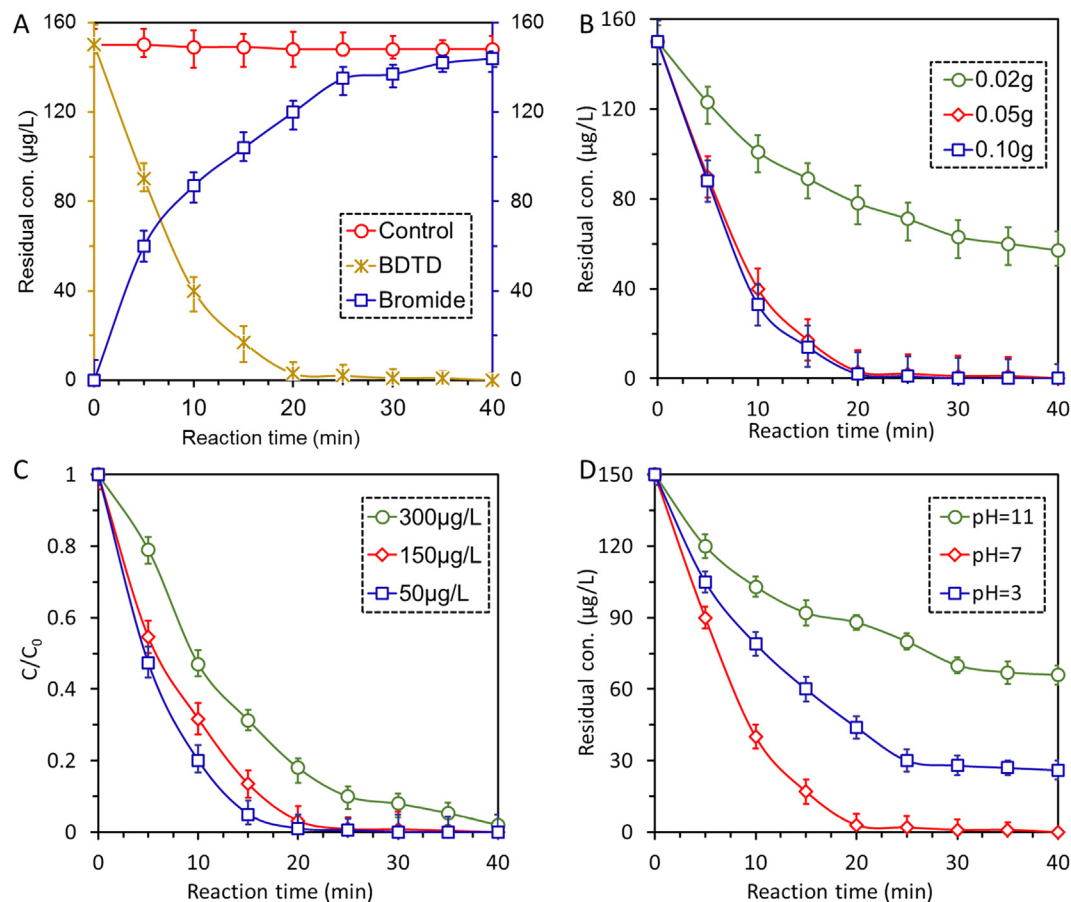 A
160
120
80
40
0
160
120
80
40
0
Residual con. (μg/L)
Control
BDTD
Bromide
0 10 20 30 40
Reaction time (min)
B
160
120
80
40
0
Residual con. (μg/L)
0.02g
0.05g
0.10g
0 10 20 30 40
Reaction time (min)
C
1
0.8
0.6
0.4
0.2
0
C/C₀
300μg/L
150μg/L
50μg/L
0 10 20 30 40
Reaction time (min)
D
150
120
90
60
30
0
Residual con. (μg/L)
pH=11
pH=7
pH=3
0 10 20 30 40
Reaction time (min)